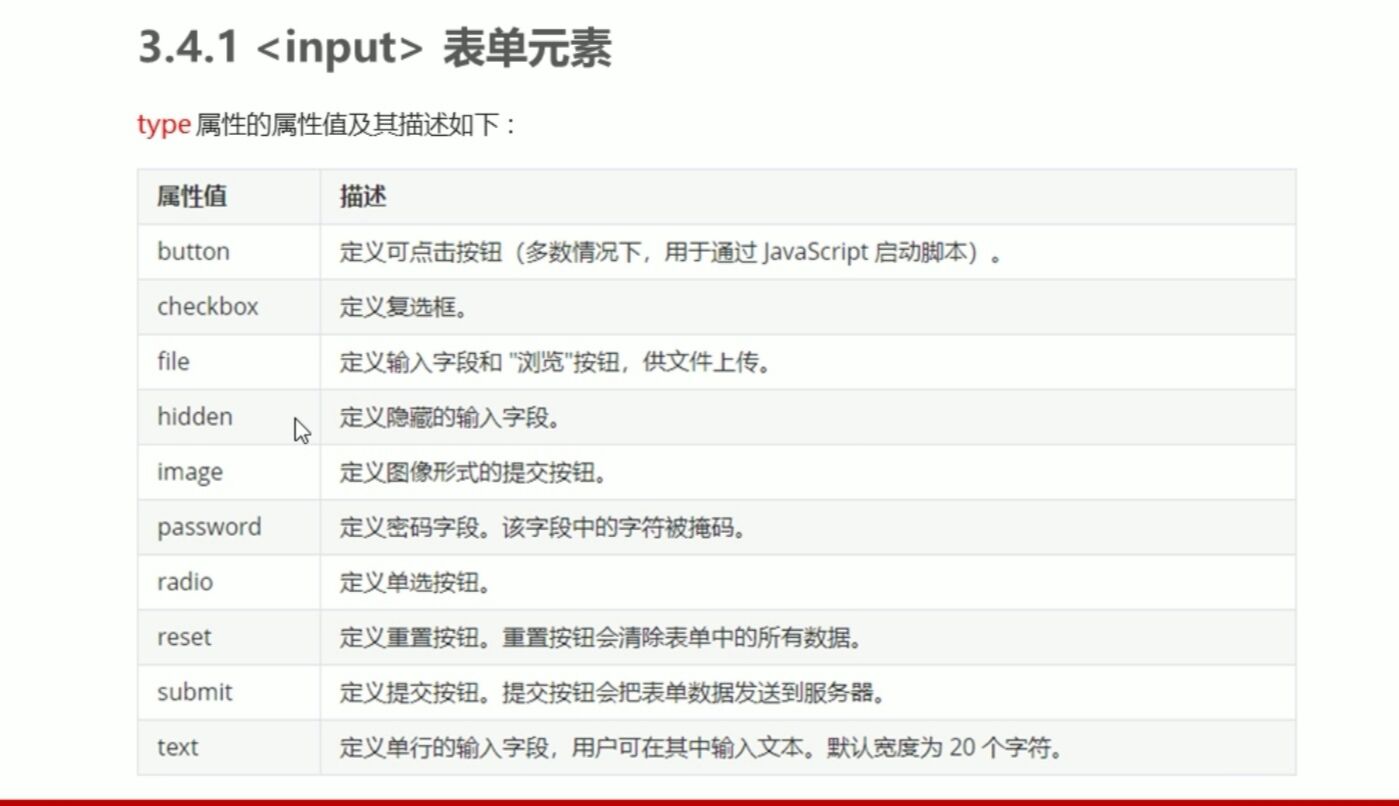 3.4.1 <input> 表单元素
type 属性的属性值及其描述如下：
属性值 描述
button 定义可点击按钮（多数情况下，用于通过 JavaScript 启动脚本）。
checkbox 定义复选框。
file 定义输入字段和 "浏览"按钮，供文件上传。
hidden 定义隐藏的输入字段。
image 定义图像形式的提交按钮。
password 定义密码字段。该字段中的字符被掩码。
radio 定义单选按钮。
reset 定义重置按钮。重置按钮会清除表单中的所有数据。
submit 定义提交按钮。提交按钮会把表单数据发送到服务器。
text 定义单行的输入字段，用户可在其中输入文本。默认宽度为 20 个字符。